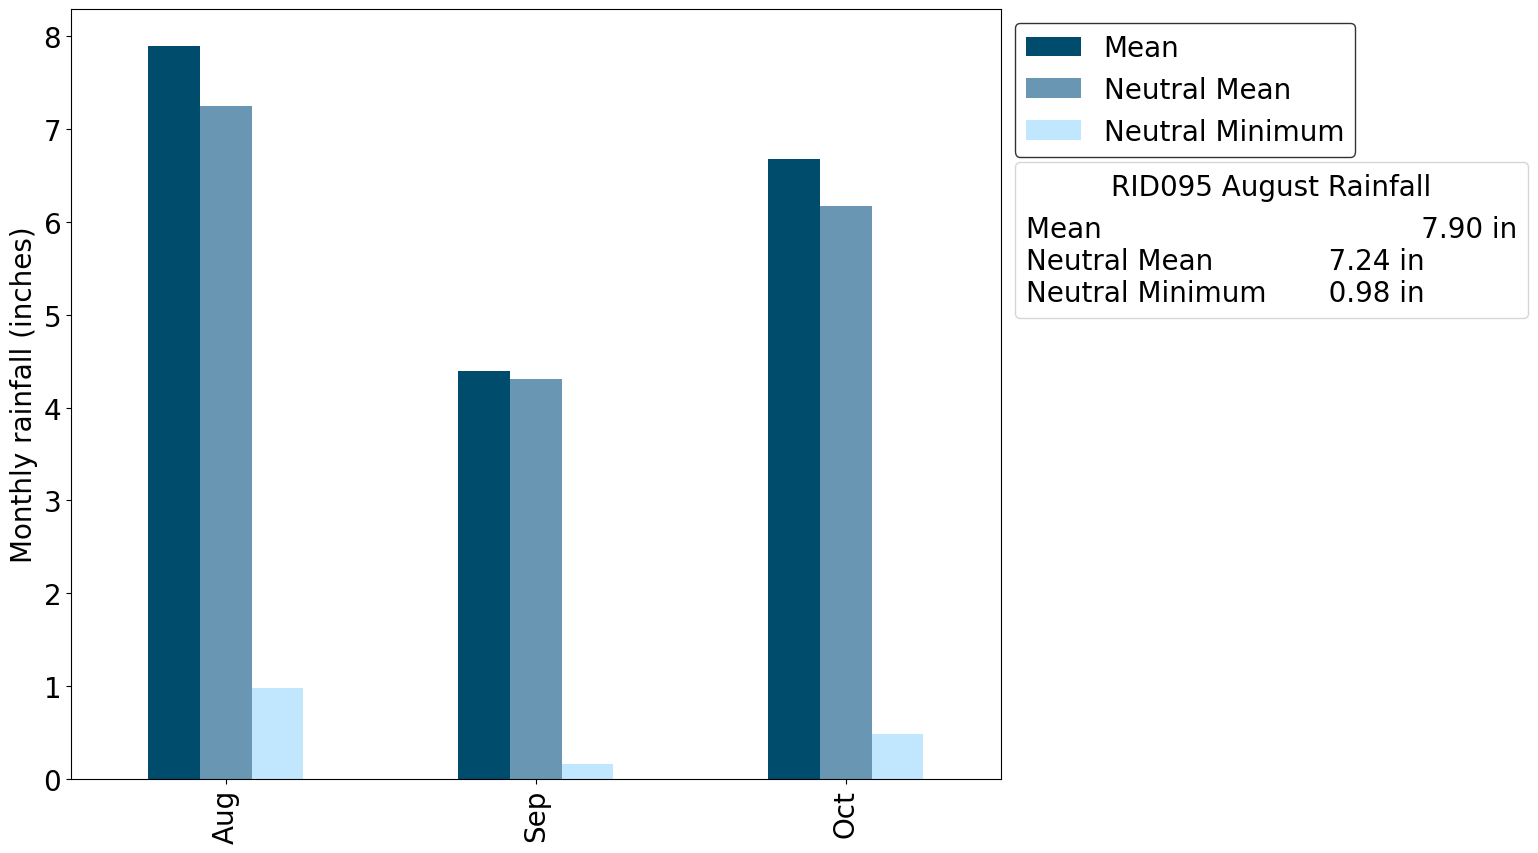 8
7
6
5
4
3
2
1
0
Monthly rainfall (inches)
Aug
Sep
Oct
Mean
Neutral Mean
Neutral Minimum
RID095 August Rainfall
Mean 7.90 in
Neutral Mean 7.24 in
Neutral Minimum 0.98 in